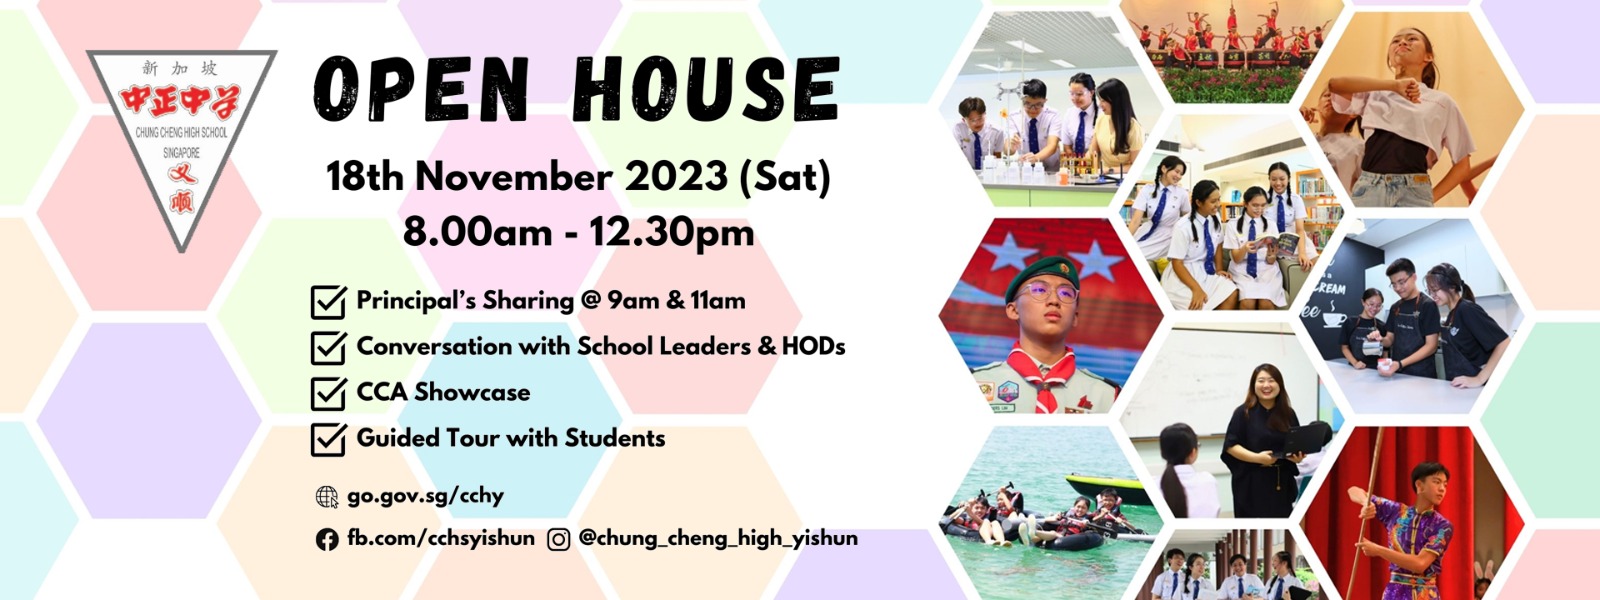 新加坡
中正中学
CHUNG CHENG HIGH SCHOOL
SINGAPORE
义
顺
OPEN HOUSE
18th November 2023 (Sat)
8.00am - 12.30pm
Principal's Sharing @ 9am & 11am
Conversation with School Leaders & HODs
CCA Showcase
Guided Tour with Students
go.gov.sg/cchy
fb.com/cchsyishun @chung_cheng_high_yishun